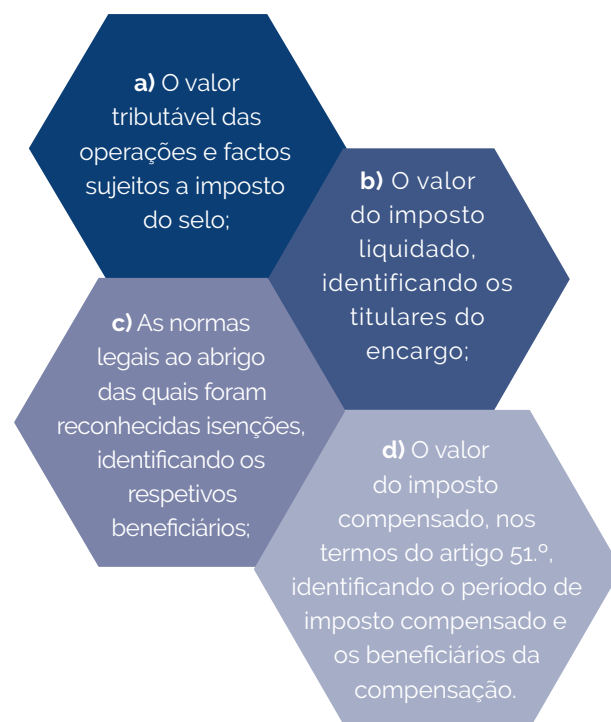 a) O valor
tributável das
operações e factos
sujeitos a imposto
do selo;
b) O valor
do imposto
liquidado,
identificando os
titulares do
encargo;
c) As normas
legais ao abrigo
das quais foram
reconhecidas isenções,
identificando os
respetivos
beneficiários;
d) O valor
do imposto
compensado, nos
termos do artigo 51.º,
identificando o período de
imposto compensado e
os beneficiários da
compensação.